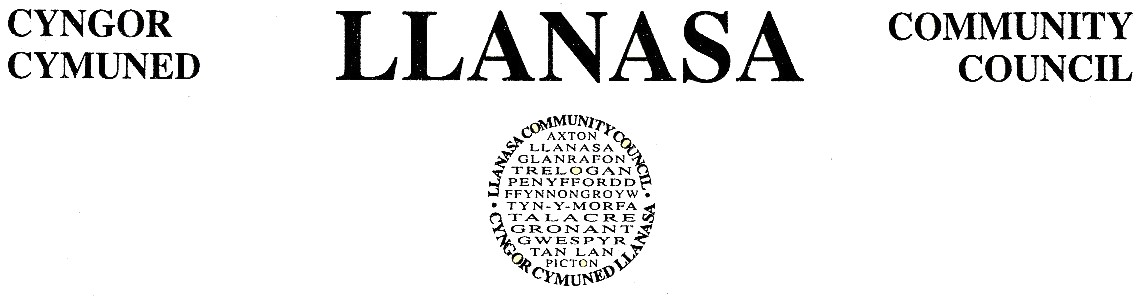 CYNGOR
CYMUNED
LLANASA
COMMUNITY
COUNCIL
LLANASA COMMUNITY COUNCIL
AXTON
LLANASA
GLANRAFON
TRELOGAN
PENYFFORDD
FFYNNONGROYW
TYN-Y-MORFA
TALACRE
GRONANT
GWESPYR
TAN LAN
PICTON
CYNGOR CYMUNED LLANASA